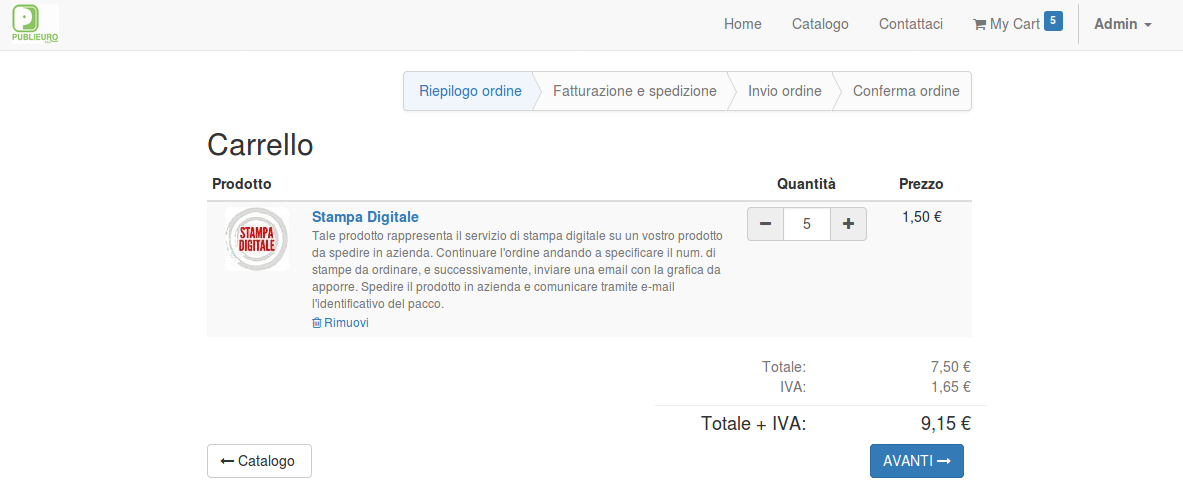 PUBLIEURO
Home
Catalogo
Contattaci
My Cart 5
Admin
Riepilogo ordine
Fatturazione e spedizione
Invio ordine
Conferma ordine
Carrello
Prodotto
Quantità
Prezzo
STAMPA
DIGITALE
Stampa Digitale
Tale prodotto rappresenta il servizio di stampa digitale su un vostro prodotto
da spedire in azienda. Continuare l'ordine andando a specificare il num. di
stampe da ordinare, e successivamente, inviare una email con la grafica da
apporre. Spedire il prodotto in azienda e comunicare tramite e-mail
l'identificativo del pacco.
Rimuovi
5
1,50 €
Totale: 7,50 €
IVA: 1,65 €
Totale + IVA: 9,15 €
← Catalogo
AVANTI →